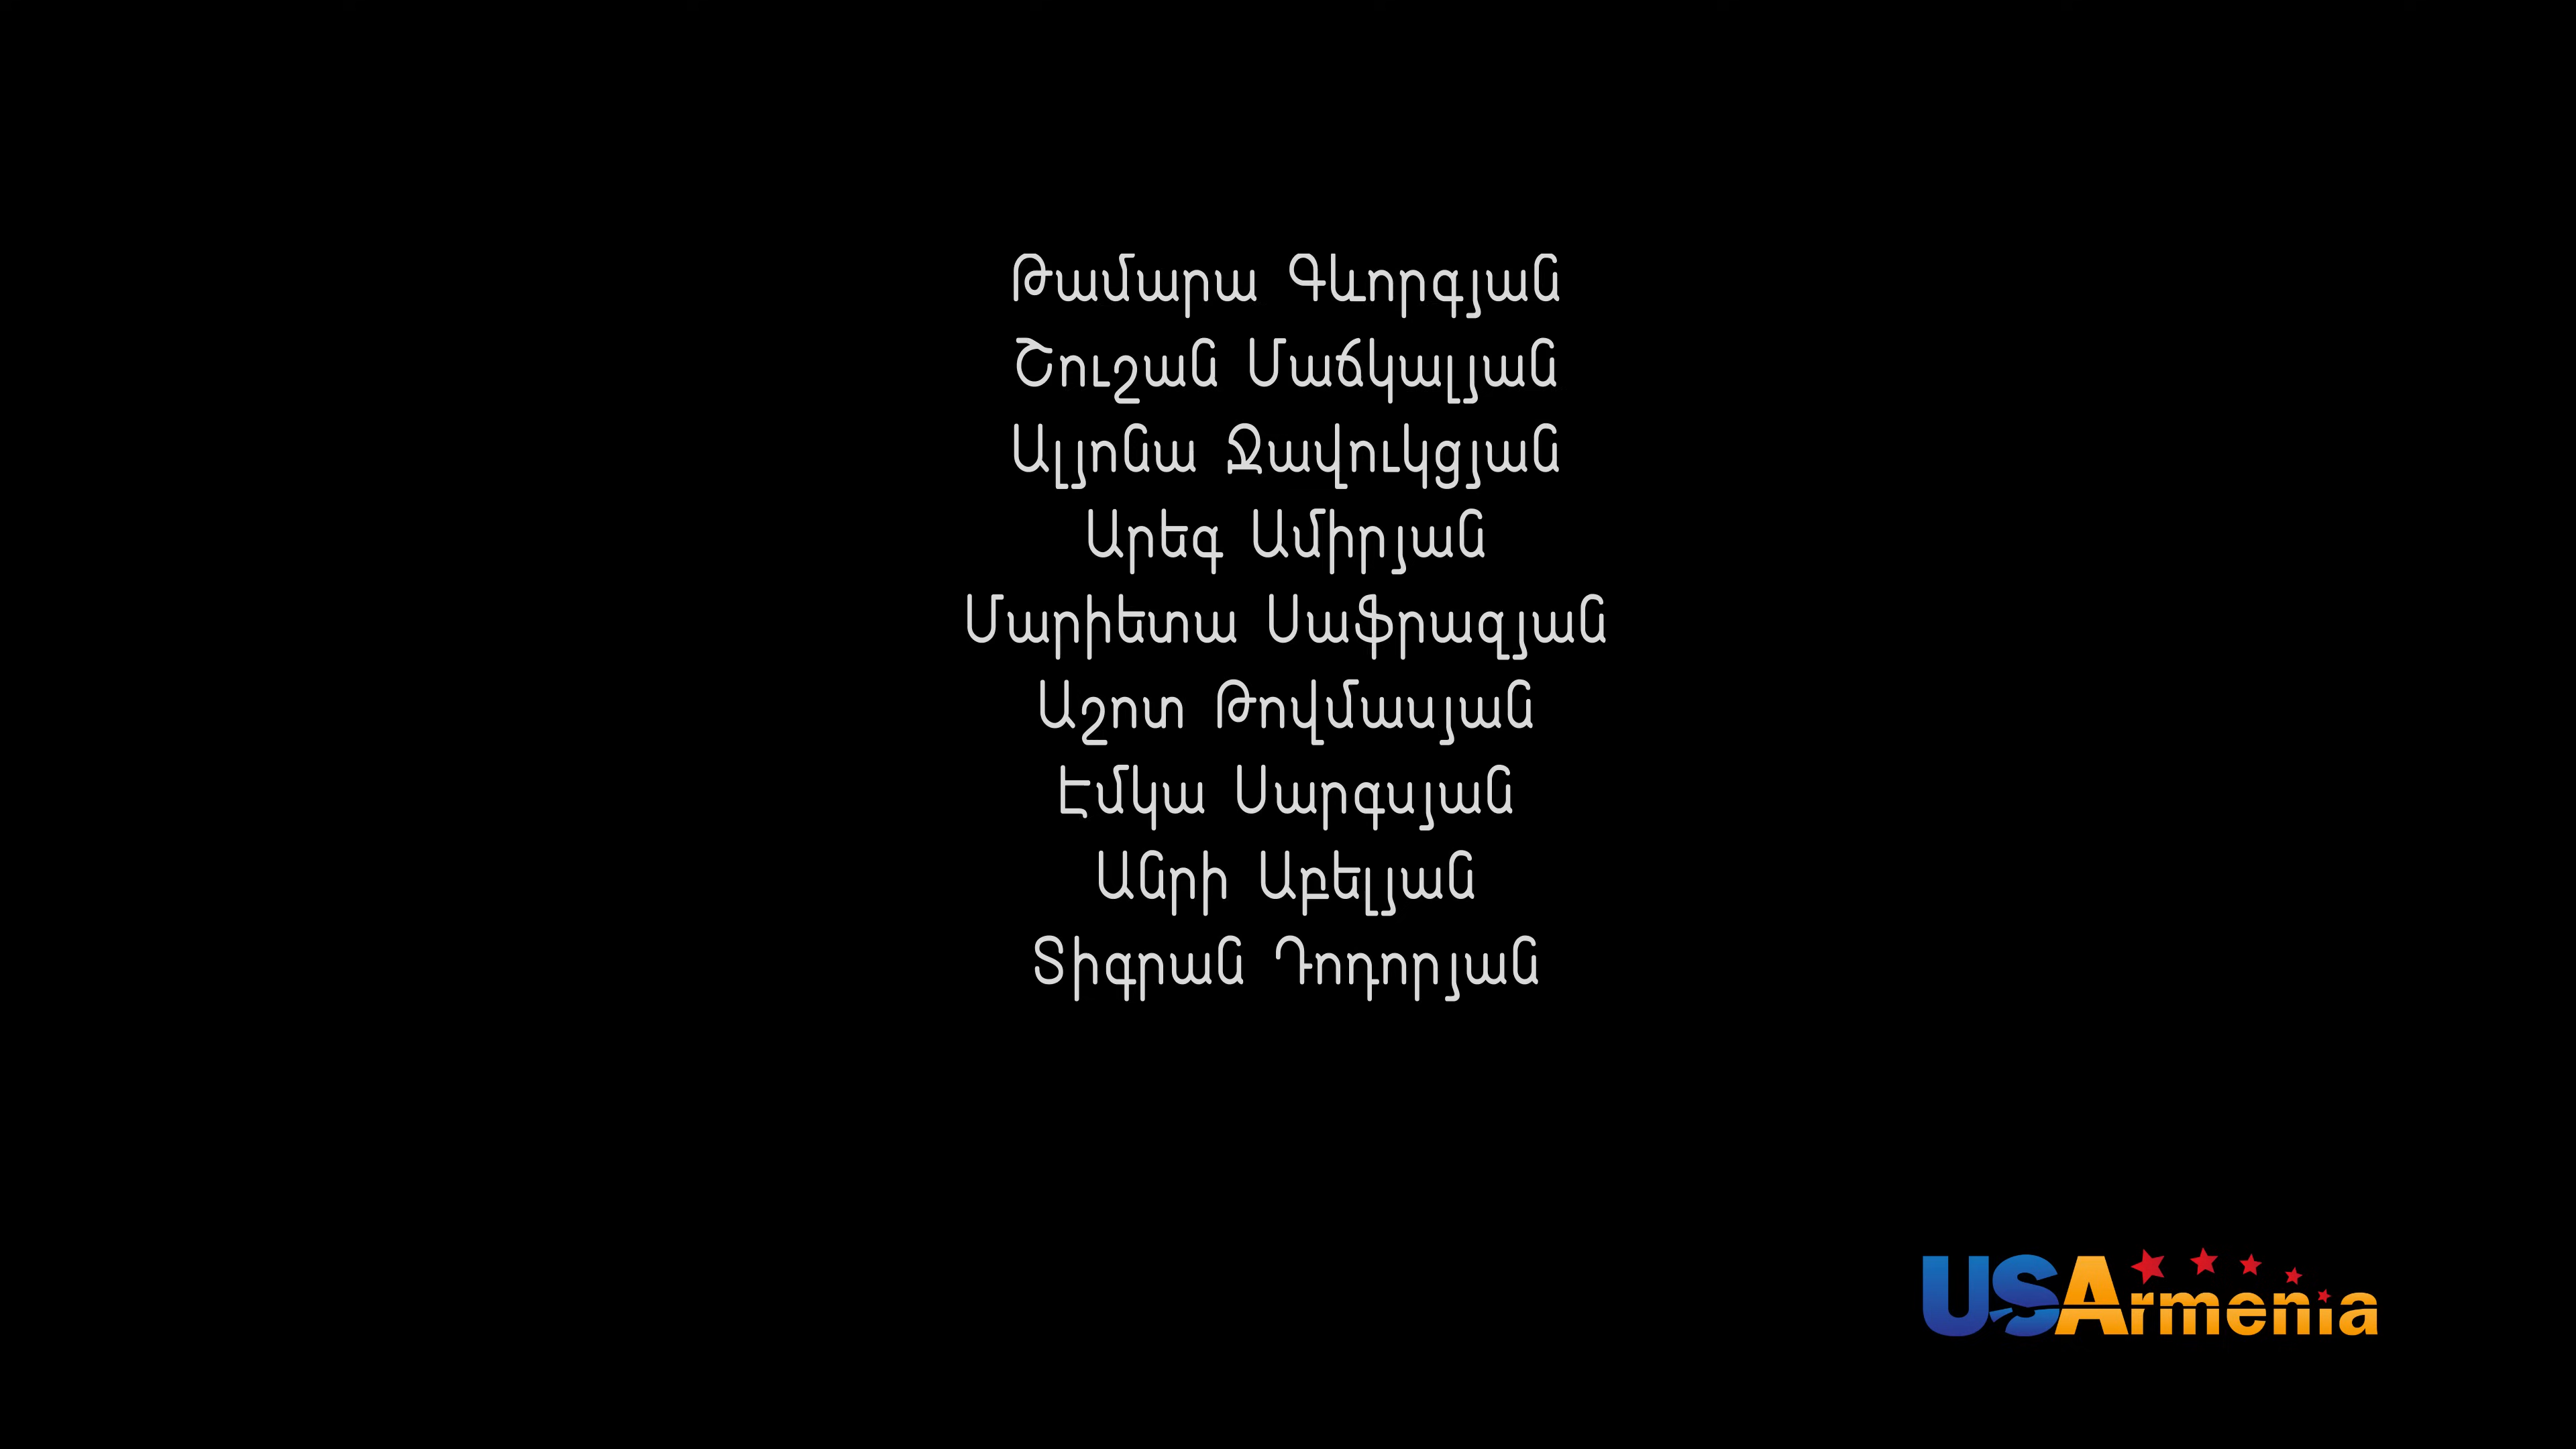 Թամարա Գևորգյան
Շուշան Մաճկալյան
Ալյոնա Ջավուկցյան
Արեգ Ամիրյան
Մարիետա Սաֆրազյան
Աշոտ Թովմասյան
Էմկա Սարգսյան
Անրի Աբելյան
Տիգրան Դոդորյան
USArmenia